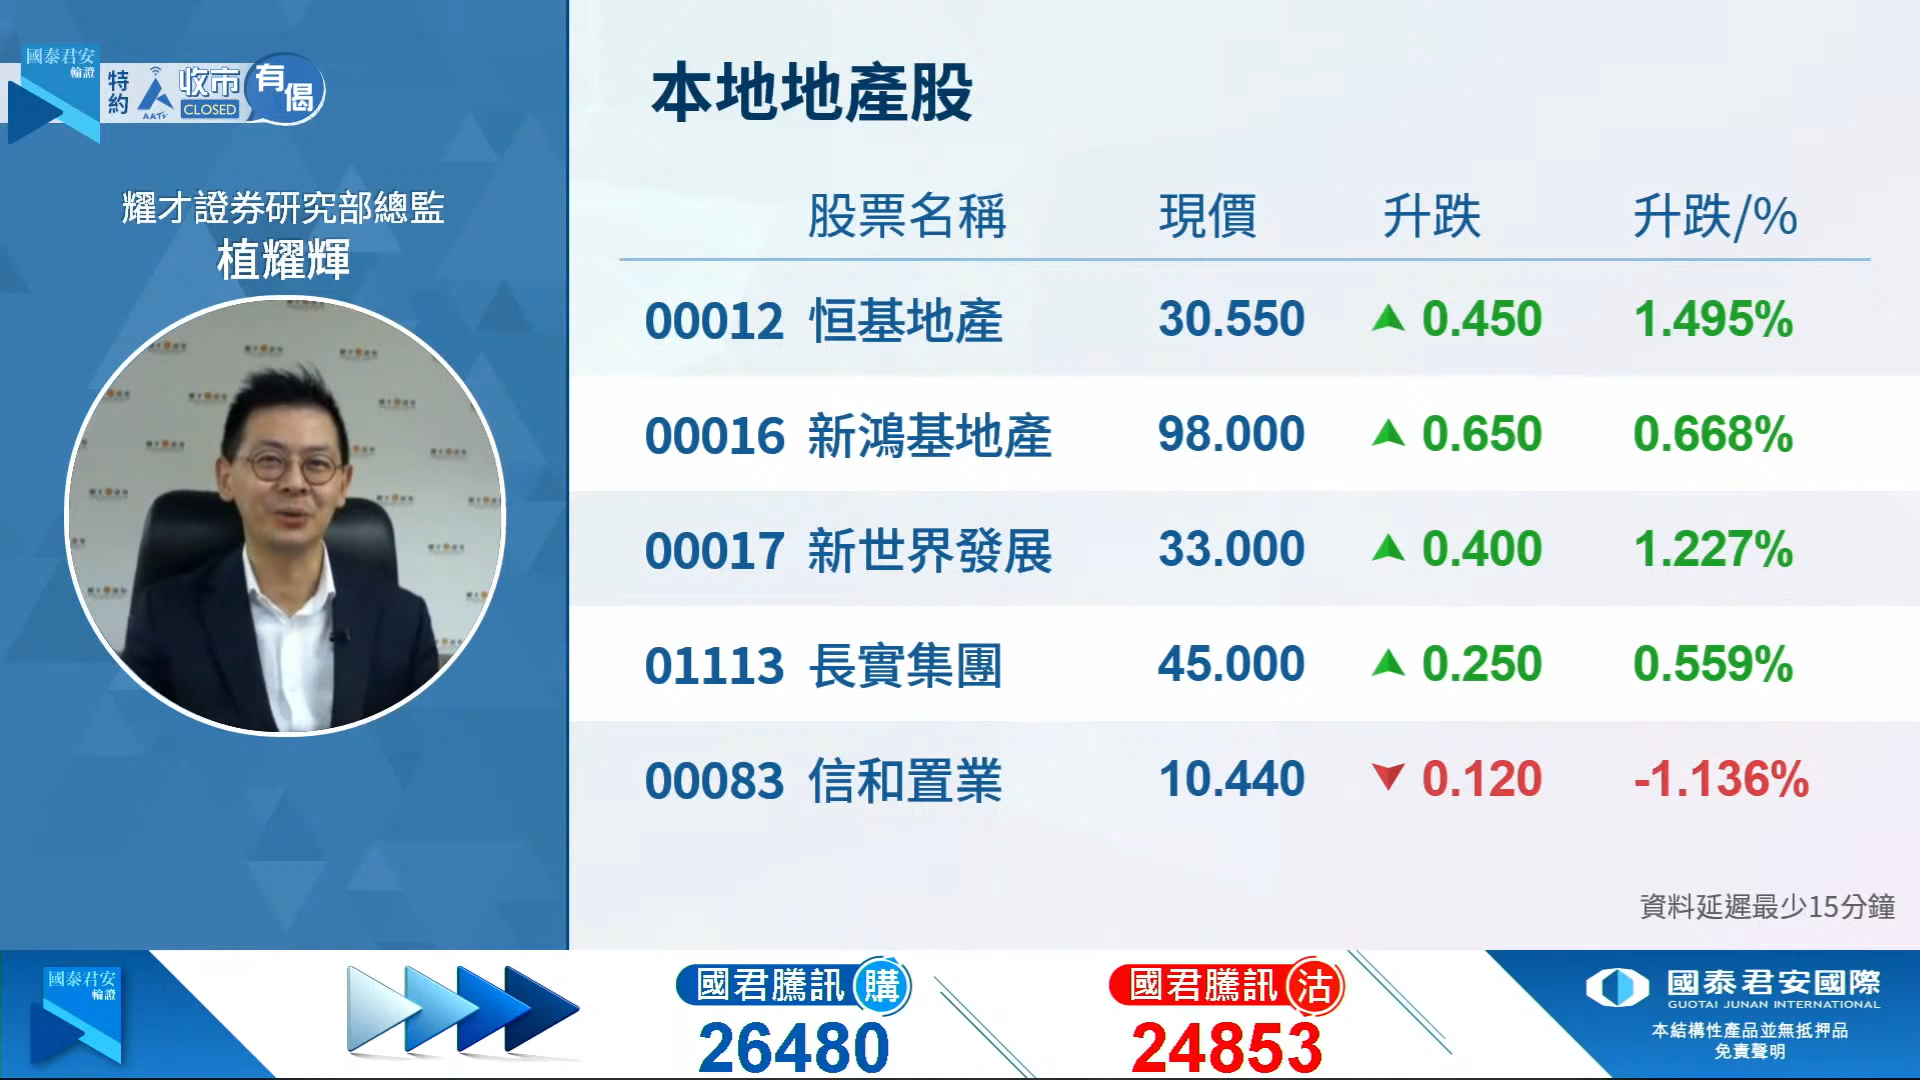 國泰君安
輪證
特約
AATV
收市
CLOSED
有偈
耀才證券研究部總監
植耀輝
本地地產股
股票名稱 現價 升跌 升跌/%
00012 恒基地產 30.550 0.450 1.495%
00016 新鴻基地產 98.000 0.650 0.668%
00017 新世界發展 33.000 0.400 1.227%
01113 長實集團 45.000 0.250 0.559%
00083 信和置業 10.440 0.120 -1.136%
資料延遲最少15分鐘
國泰君安
輪證
國君騰訊 購
26480
國君騰訊 沽
24853
國泰君安國際
GUOTAI JUNAN INTERNATIONAL
本結構性產品並無抵押品
免責聲明